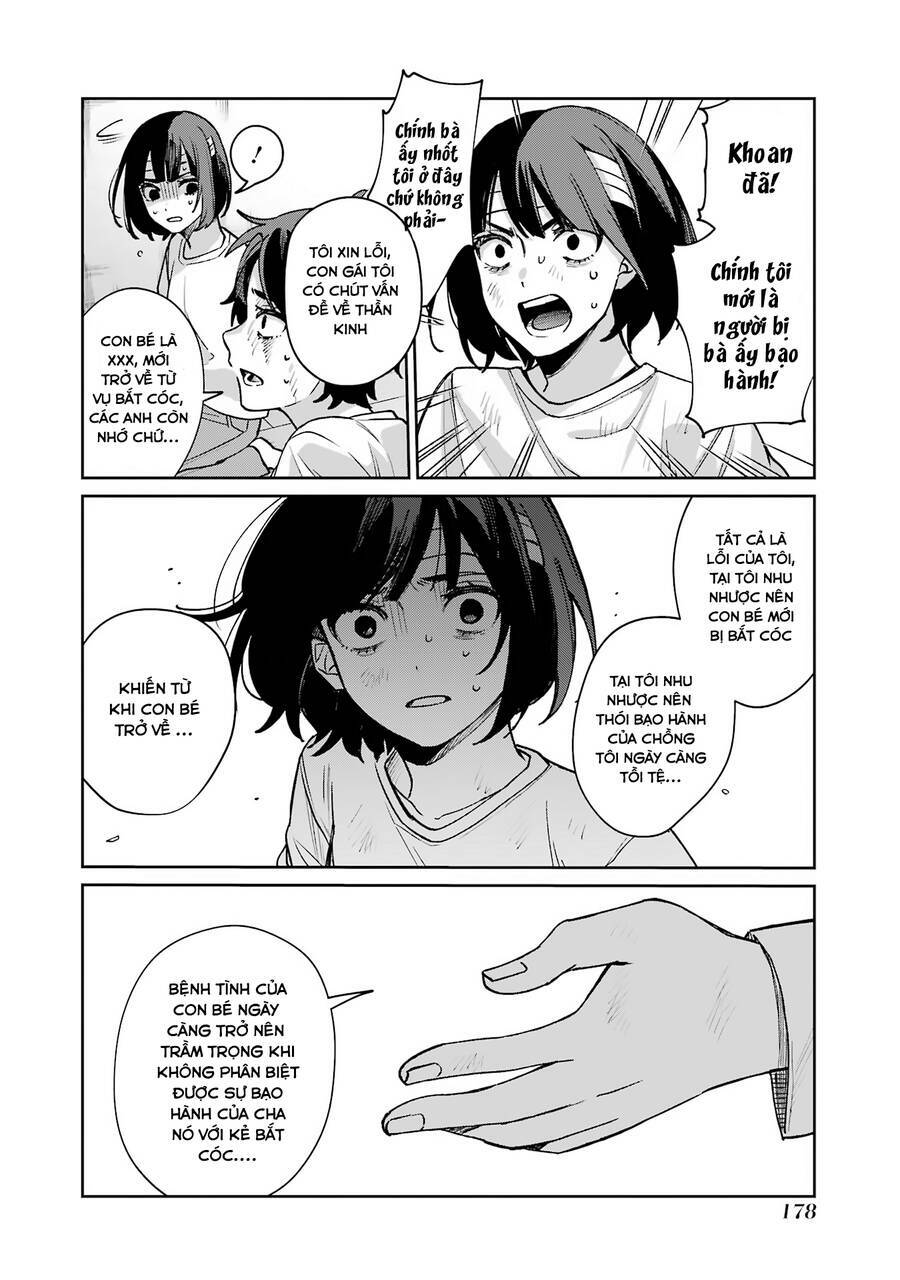 Khoan
đã!
Chính tôi
mới là
người bị
bà ấy bạo
hành!
Chính bà
ấy nhốt
tôi ở đây
chứ không
phải-
TÔI XIN LỖI,
CON GÁI TÔI
CÓ CHÚT VẤN
ĐỀ VỀ THẦN
KINH
!
CON BÉ LÀ
XXX, MỚI
TRỞ VỀ TỪ
VỤ BẮT CÓC,
CÁC ANH CÒN
NHỚ CHỨ...
TẤT CẢ LÀ
LỖI CỦA TÔI,
TẠI TÔI NHU
NHƯỢC NÊN
CON BÉ MỚI
BỊ BẮT CÓC
TẠI TÔI NHU
NHƯỢC NÊN
THÓI BẠO HÀNH
CỦA CHỒNG
TÔI NGÀY CÀNG
TỒI TỆ...
KHIẾN TỪ
KHI CON BÉ
TRỞ VỀ ...
BỆNH TÌNH CỦA
CON BÉ NGÀY
CÀNG TRỞ NÊN
TRẦM TRỌNG KHI
KHÔNG PHÂN BIỆT
ĐƯỢC SỰ BẠO
HÀNH CỦA CHA
NÓ VỚI KẺ BẮT
CÓC....
178